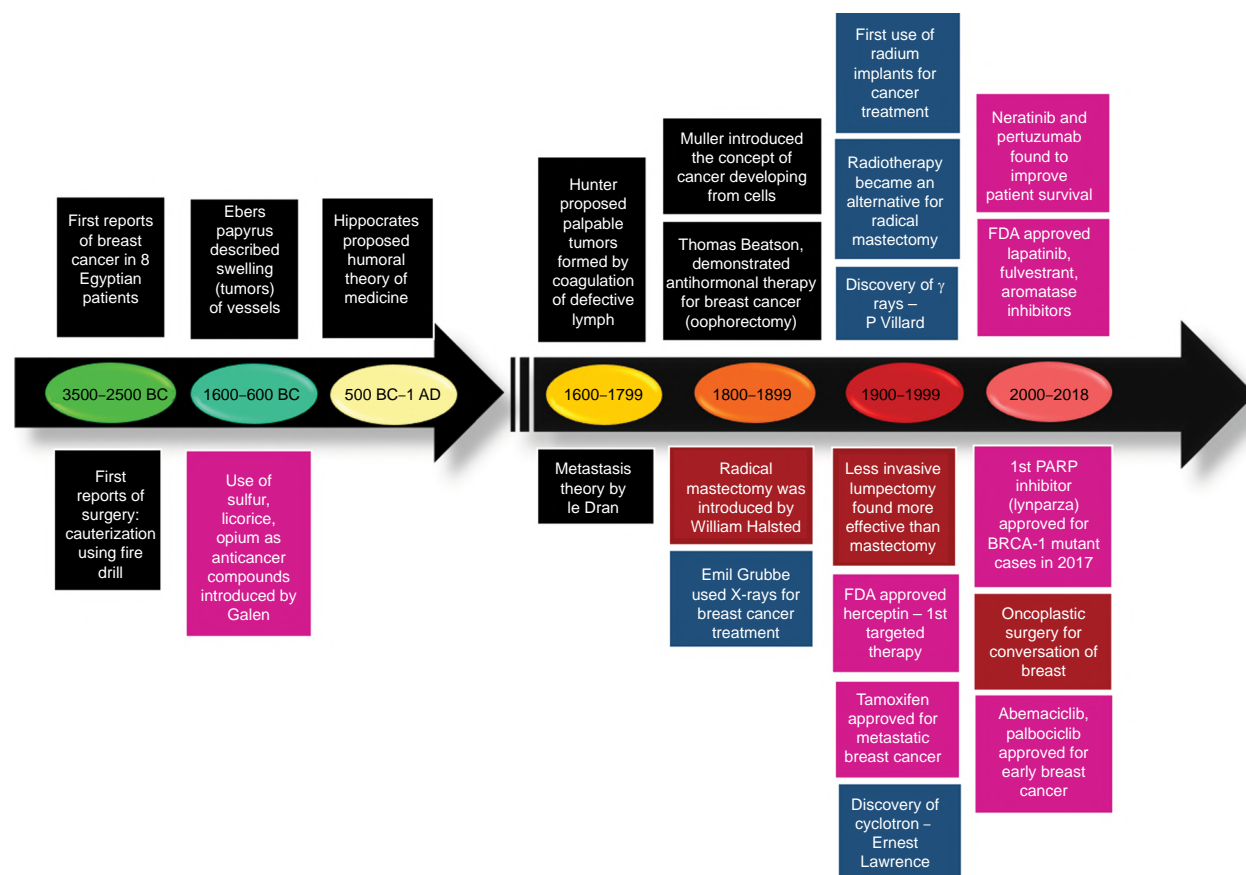 First reports
of breast
cancer in 8
Egyptian
patients
Ebers
papyrus
described
swelling
(tumors)
of vessels
Hippocrates
proposed
humoral
theory of
medicine
Hunter
proposed
palpable
tumors
formed by
coagulation
of defective
lymph
Muller introduced
the concept of
cancer developing
from cells
Thomas Beatson,
demonstrated
antihormonal therapy
for breast cancer
(oophorectomy)
First use of
radium
implants for
cancer
treatment
Radiotherapy
became an
alternative for
radical
mastectomy
Discovery of γ
rays –
P Villard
Neratinib and
pertuzumab
found to
improve
patient survival
FDA approved
lapatinib,
fulvestrant,
aromatase
inhibitors
3500–2500 BC
1600–600 BC
500 BC–1 AD
1600–1799
1800–1899
1900–1999
2000–2018
First
reports of
surgery:
cauterization
using fire
drill
Use of
sulfur,
licorice,
opium as
anticancer
compounds
introduced by
Galen
Metastasis
theory by
le Dran
Radical
mastectomy was
introduced by
William Halsted
Emil Grubbe
used X-rays for
breast cancer
treatment
Less invasive
lumpectomy
found more
effective than
mastectomy
FDA approved
herceptin – 1st
targeted
therapy
Tamoxifen
approved for
metastatic
breast cancer
Discovery of
cyclotron –
Ernest
Lawrence
1st PARP
inhibitor
(lynparza)
approved for
BRCA-1 mutant
cases in 2017
Oncoplastic
surgery for
conversation of
breast
Abemaciclib,
palbociclib
approved for
early breast
cancer